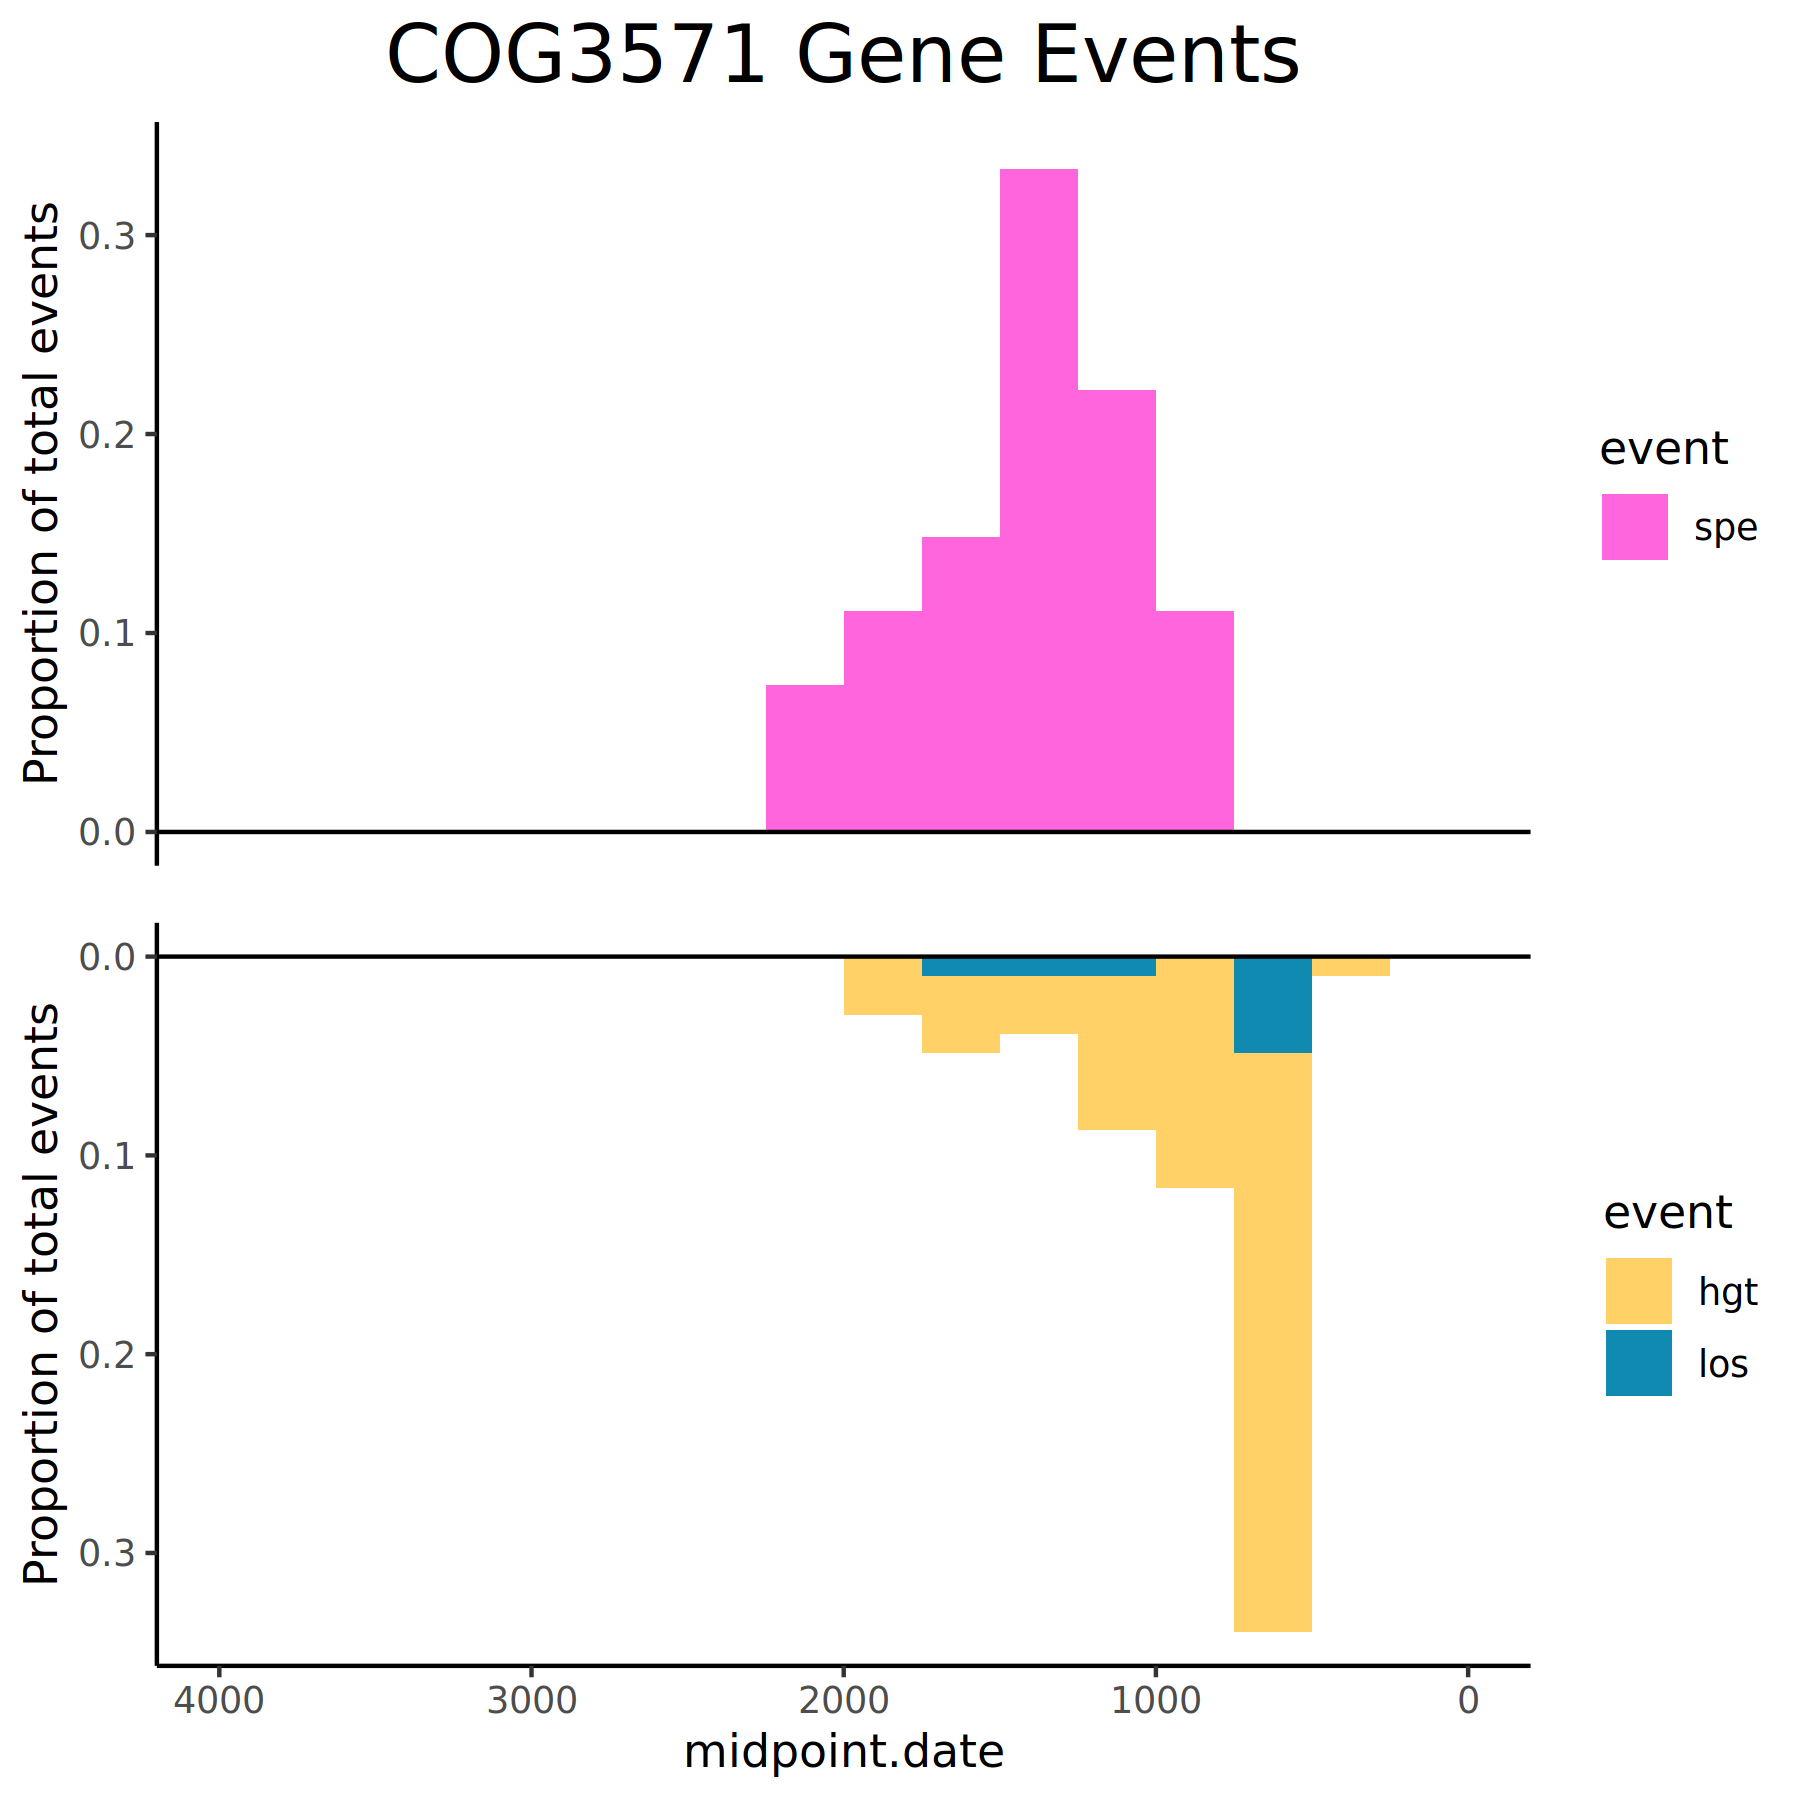 COG3571 Gene Events
Proportion of total events
0.3
0.2
0.1
0.0
event
spe
Proportion of total events
0.0
0.1
0.2
0.3
event
hgt
los
4000 3000 2000 1000 0
midpoint.date